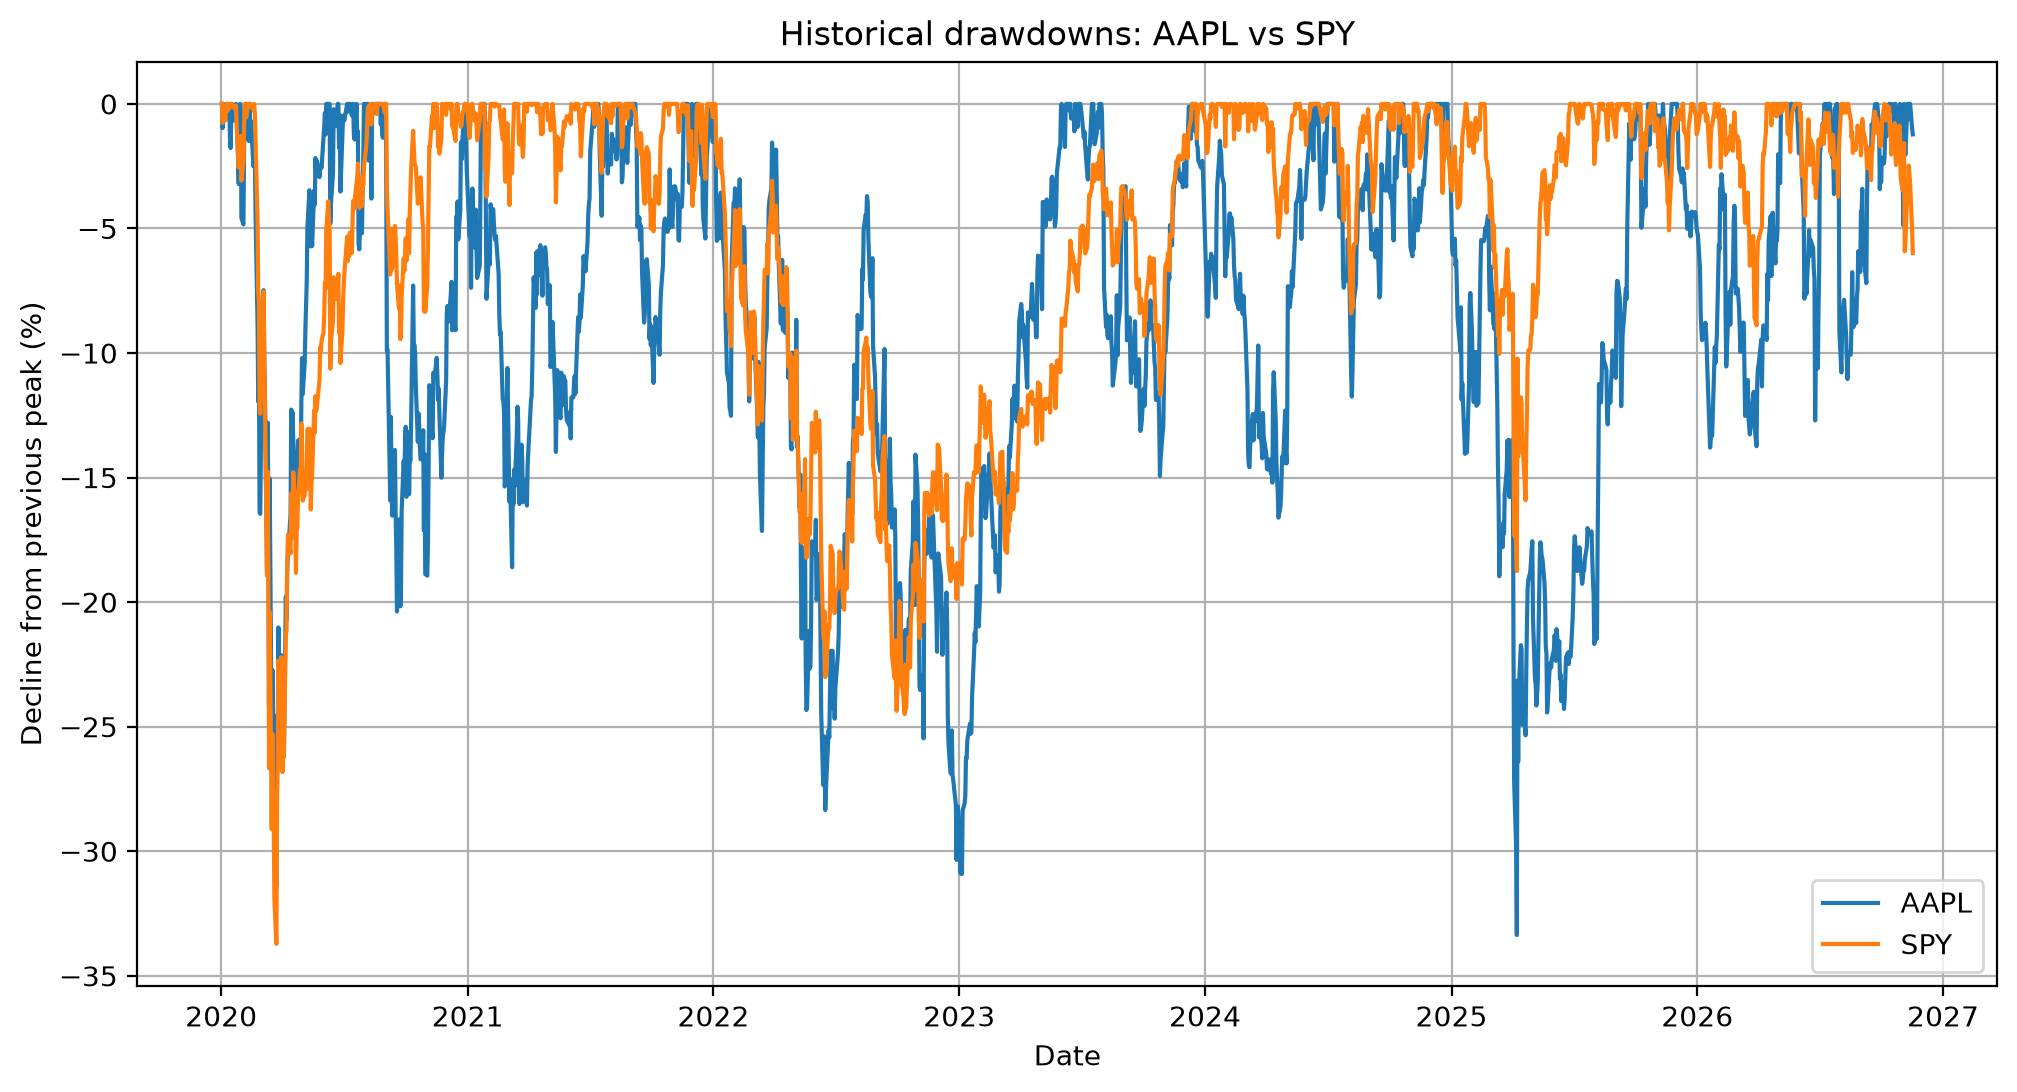 Historical drawdowns: AAPL vs SPY
Decline from previous peak (%)
0
−5
−10
−15
−20
−25
−30
−35
2020 2021 2022 2023 2024 2025 2026 2027
Date
AAPL
SPY